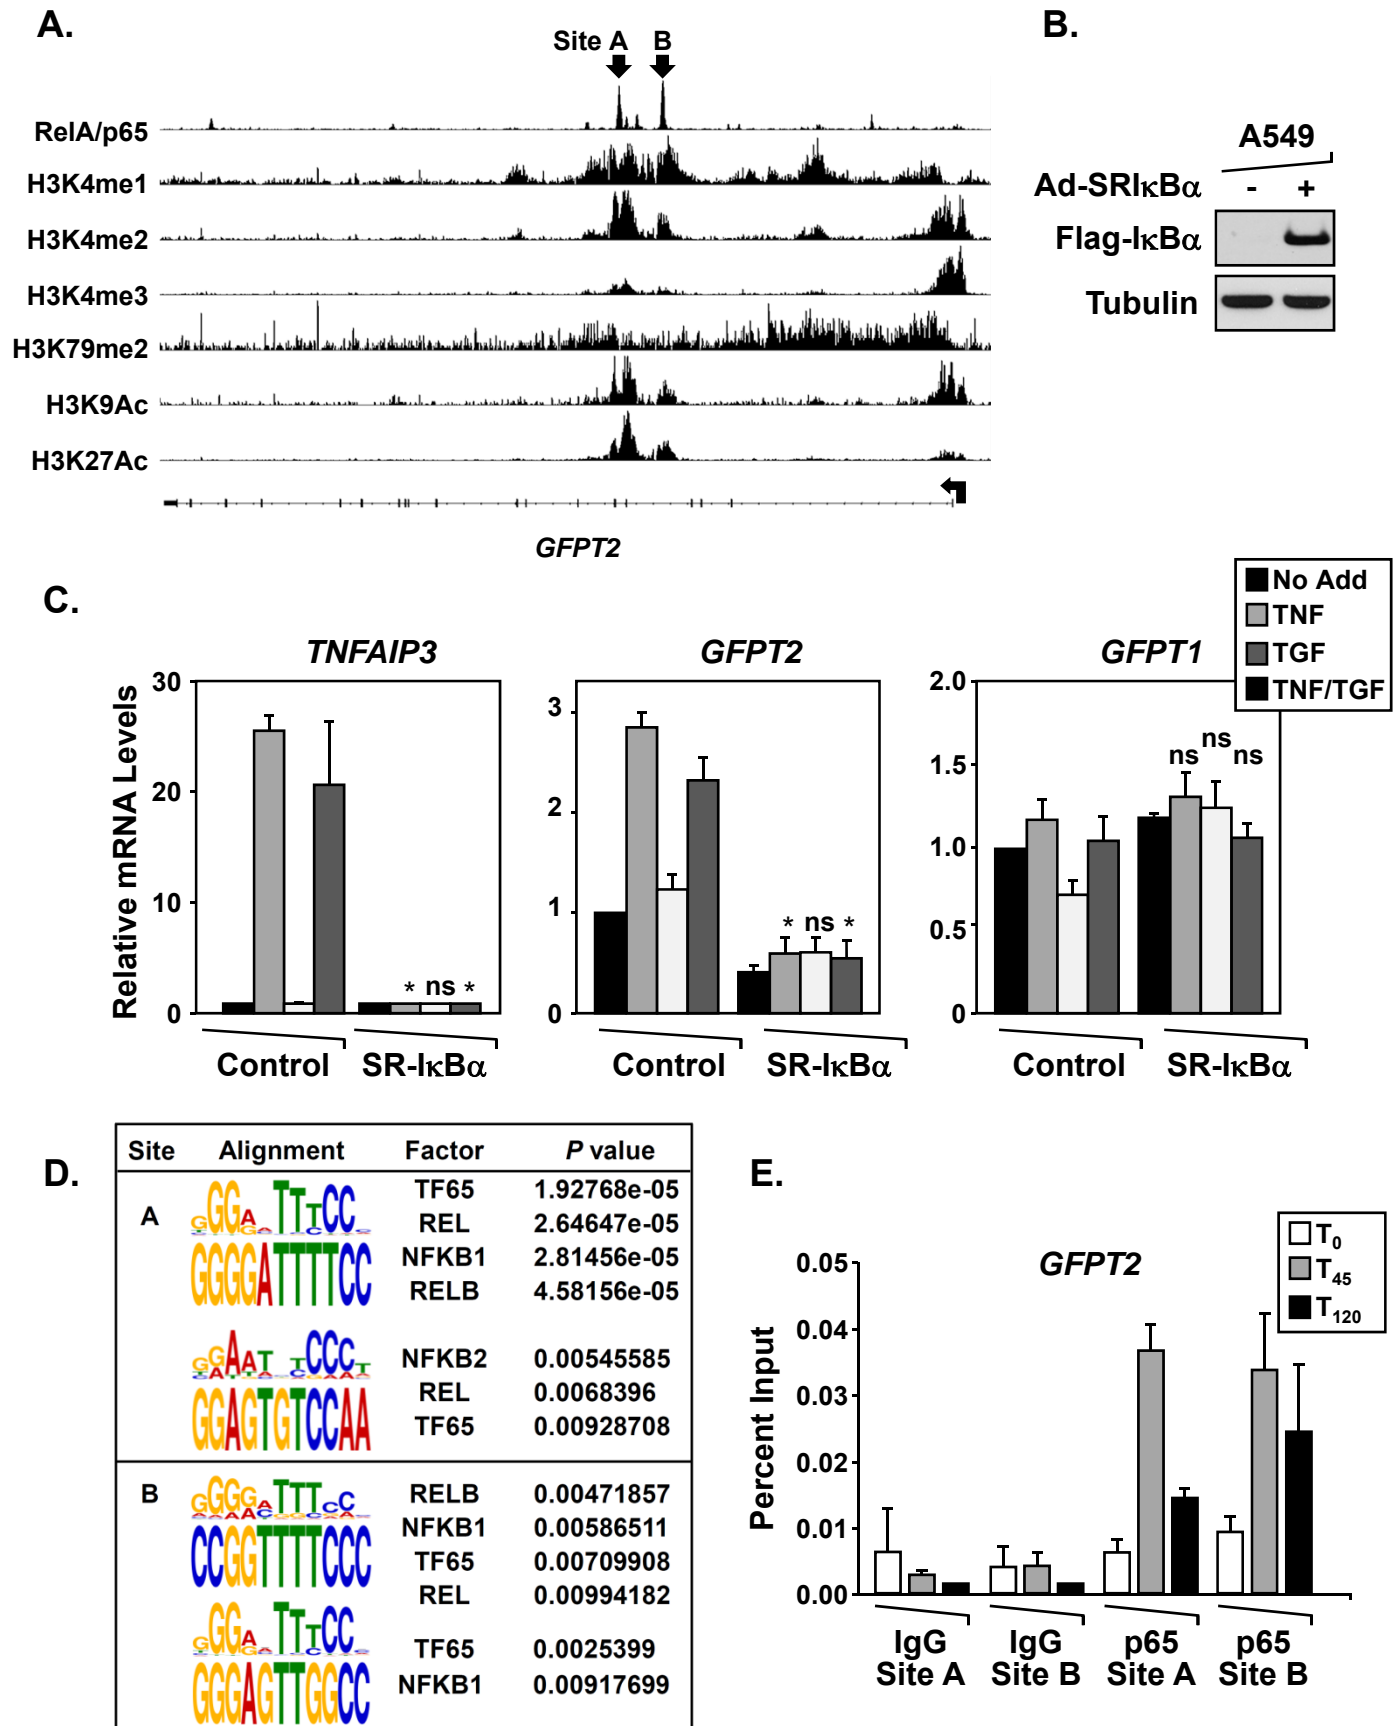 A.
Site A B
RelA/p65
H3K4me1
H3K4me2
H3K4me3
H3K79me2
H3K9Ac
H3K27Ac
GFPT2
B.
A549
Ad-SRIκBα - +
Flag-IκBα
Tubulin
C.
No Add
TNF
TGF
TNF/TGF
Relative mRNA Levels
TNFAIP3
30
20
10
0
* ns *
Control SR-IκBα
GFPT2
3
2
1
0
* ns *
Control SR-IκBα
GFPT1
2.0
1.5
1.0
0.5
0
ns ns ns
Control SR-IκBα
D.
Site Alignment Factor P value
A
TF65 1.92768e-05
REL 2.64647e-05
GGGGATTTTCC
NFKB1 2.81456e-05
RELB 4.58156e-05
NFKB2 0.00545585
REL 0.0068396
GGAGTGTCCAA
TF65 0.00928708
B
RELB 0.00471857
NFKB1 0.00586511
CCGGTTTTCCC
TF65 0.00709908
REL 0.00994182
TF65 0.0025399
GGGAGTTGGCC
NFKB1 0.00917699
E.
GFPT2
T0
T45
T120
Percent Input
0.05
0.04
0.03
0.02
0.01
0.00
IgG Site A
IgG Site B
p65 Site A
p65 Site B